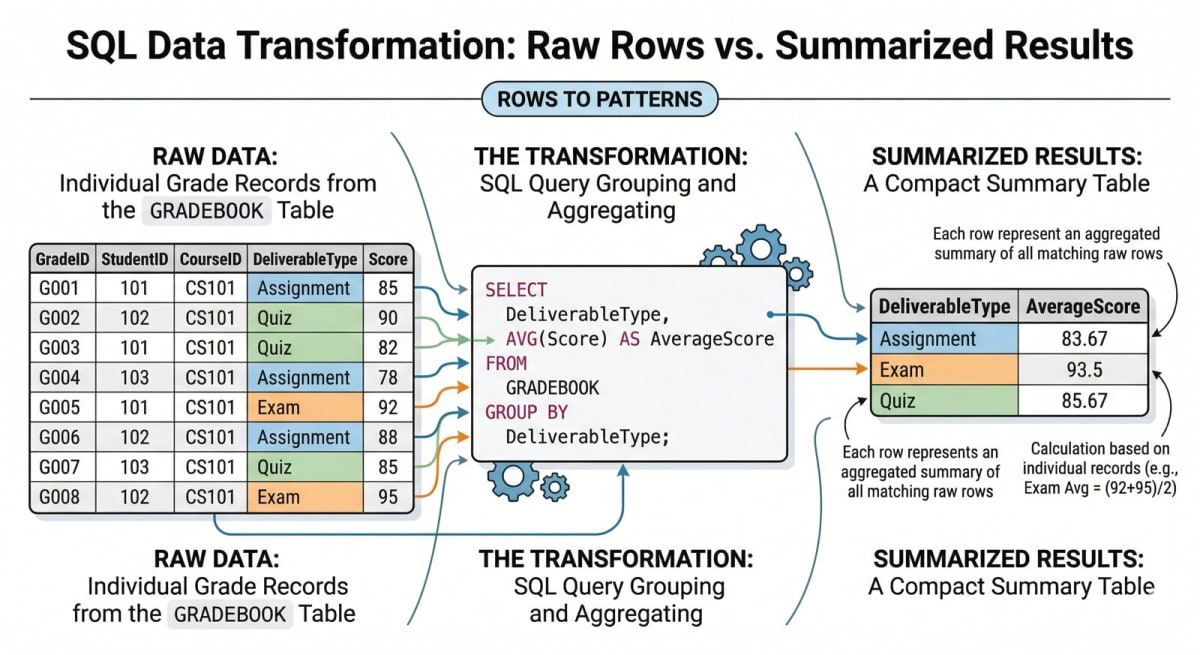 SQL Data Transformation: Raw Rows vs. Summarized Results
ROWS TO PATTERNS
RAW DATA:
Individual Grade Records from
the GRADEBOOK Table
GradeID StudentID CourseID DeliverableType Score
G001 101 CS101 Assignment 85
G002 102 CS101 Quiz 90
G003 101 CS101 Quiz 82
G004 103 CS101 Assignment 78
G005 101 CS101 Exam 92
G006 102 CS101 Assignment 88
G007 103 CS101 Quiz 85
G008 102 CS101 Exam 95
RAW DATA:
Individual Grade Records
from the GRADEBOOK Table
THE TRANSFORMATION:
SQL Query Grouping and
Aggregating
SELECT
DeliverableType,
AVG(Score) AS AverageScore
FROM
GRADEBOOK
GROUP BY
DeliverableType;
THE TRANSFORMATION:
SQL Query Grouping
and Aggregating
SUMMARIZED RESULTS:
A Compact Summary Table
Each row represent an aggregated
summary of all matching raw rows
DeliverableType AverageScore
Assignment 83.67
Exam 93.5
Quiz 85.67
Each row represents an
aggregated summary of
all matching raw rows
Calculation based on
individual records (e.g.,
Exam Avg = (92+95)/2)
SUMMARIZED RESULTS:
A Compact Summary Table